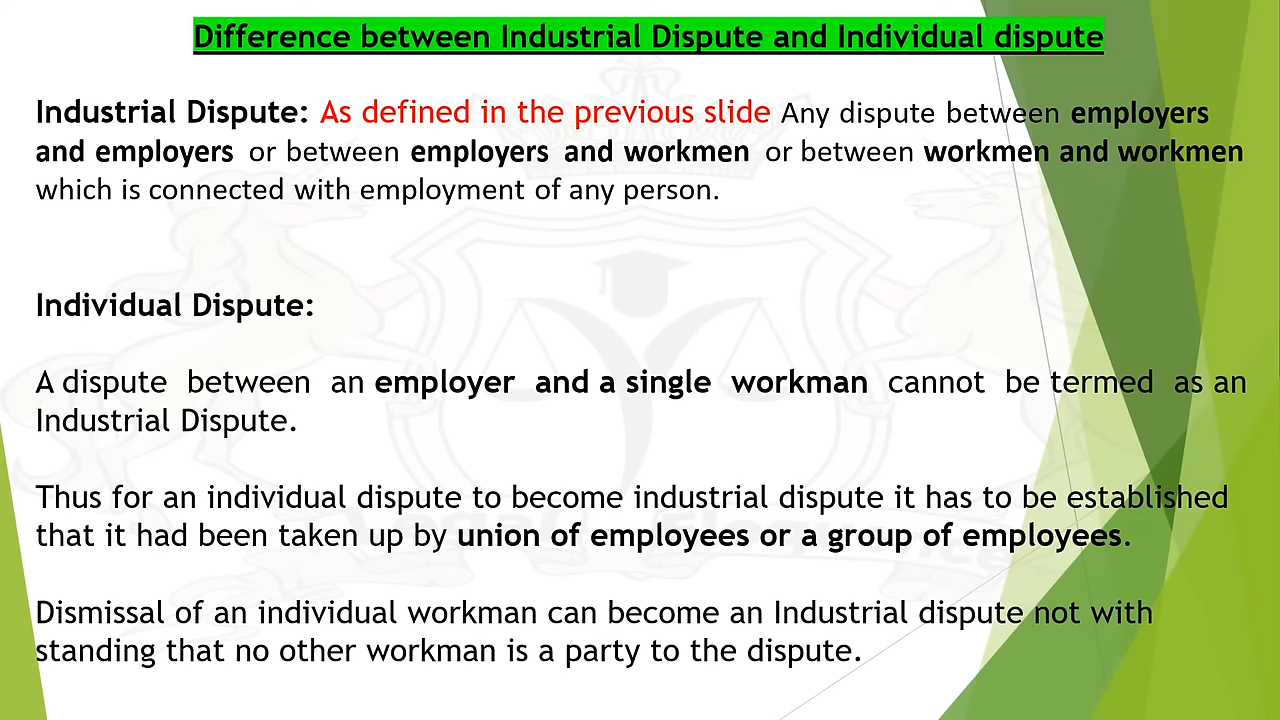 Difference between Industrial Dispute and Individual dispute
Industrial Dispute: As defined in the previous slide Any dispute between employers
and employers or between employers and workmen or between workmen and workmen
which is connected with employment of any person.
Individual Dispute:
A dispute between an employer and a single workman cannot be termed as an
Industrial Dispute.
Thus for an individual dispute to become industrial dispute it has to be established
that it had been taken up by union of employees or a group of employees.
Dismissal of an individual workman can become an Industrial dispute not with
standing that no other workman is a party to the dispute.